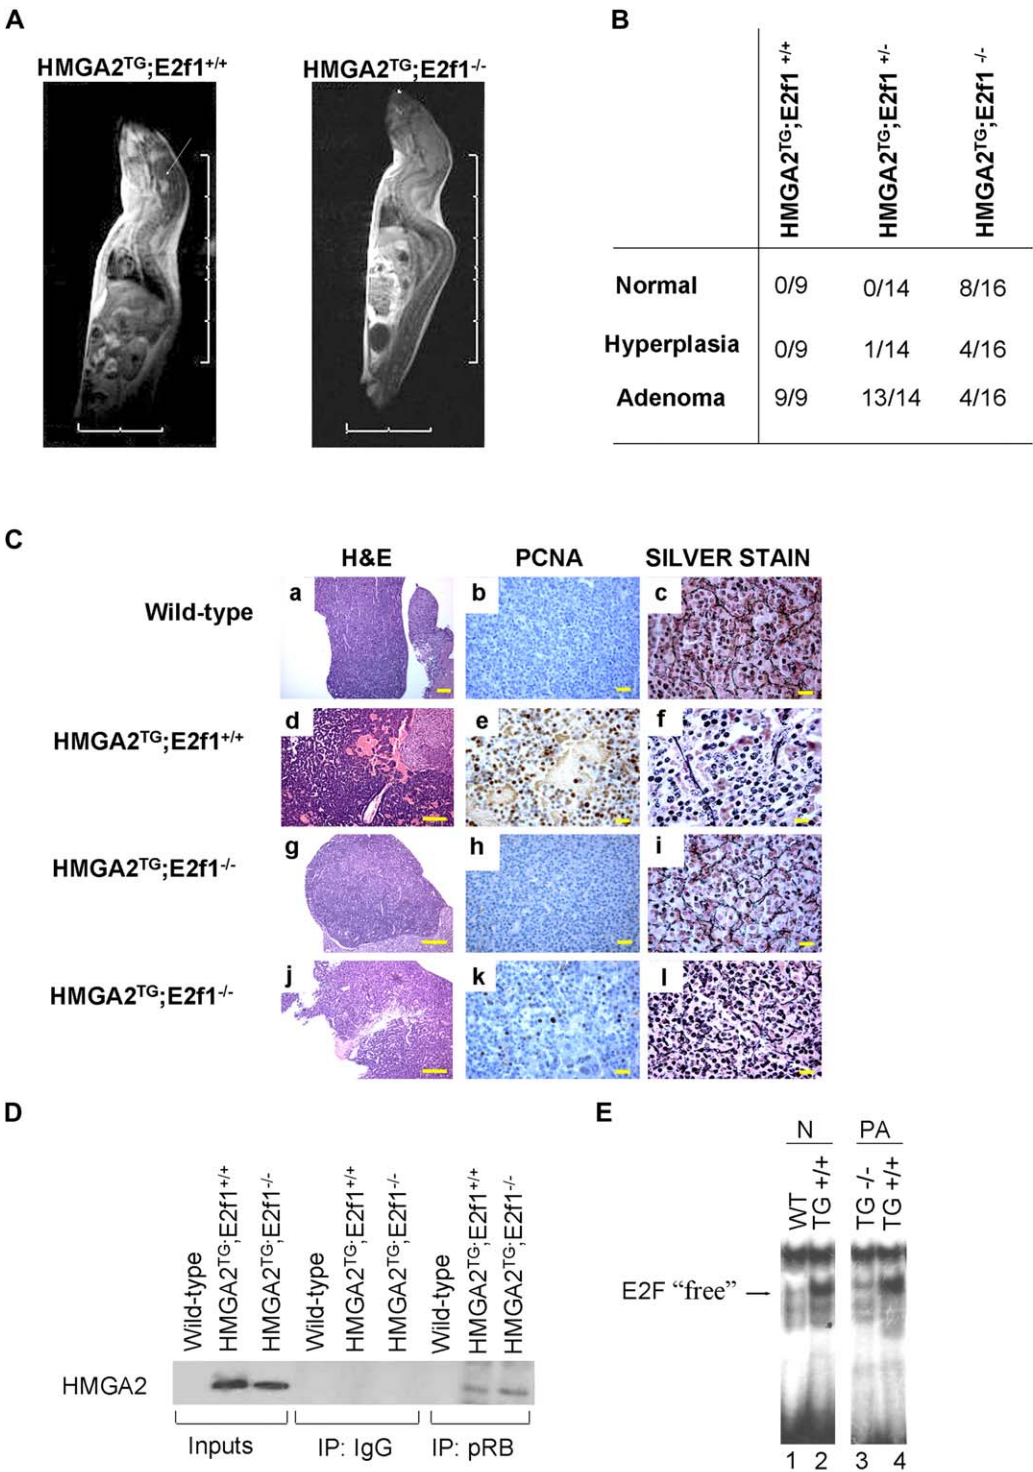 A
HMGA2TG;E2f1+/+
HMGA2TG;E2f1-/-
B
HMGA2TG;E2f1 +/+
HMGA2TG;E2f1 +/-
HMGA2TG;E2f1 -/-
Normal 0/9 0/14 8/16
Hyperplasia 0/9 1/14 4/16
Adenoma 9/9 13/14 4/16
C
H&E PCNA SILVER STAIN
Wild-type a b c
HMGA2TG;E2f1+/+ d e f
HMGA2TG;E2f1-/- g h i
HMGA2TG;E2f1-/- j k l
D
Wild-type
HMGA2TG;E2f1+/+
HMGA2TG;E2f1-/-
Wild-type
HMGA2TG;E2f1+/+
HMGA2TG;E2f1-/-
Wild-type
HMGA2TG;E2f1+/+
HMGA2TG;E2f1-/-
HMGA2
Inputs IP: IgG IP: pRB
E
N PA
WT
TG +/+
TG -/-
TG +/+
E2F “free”
1 2 3 4